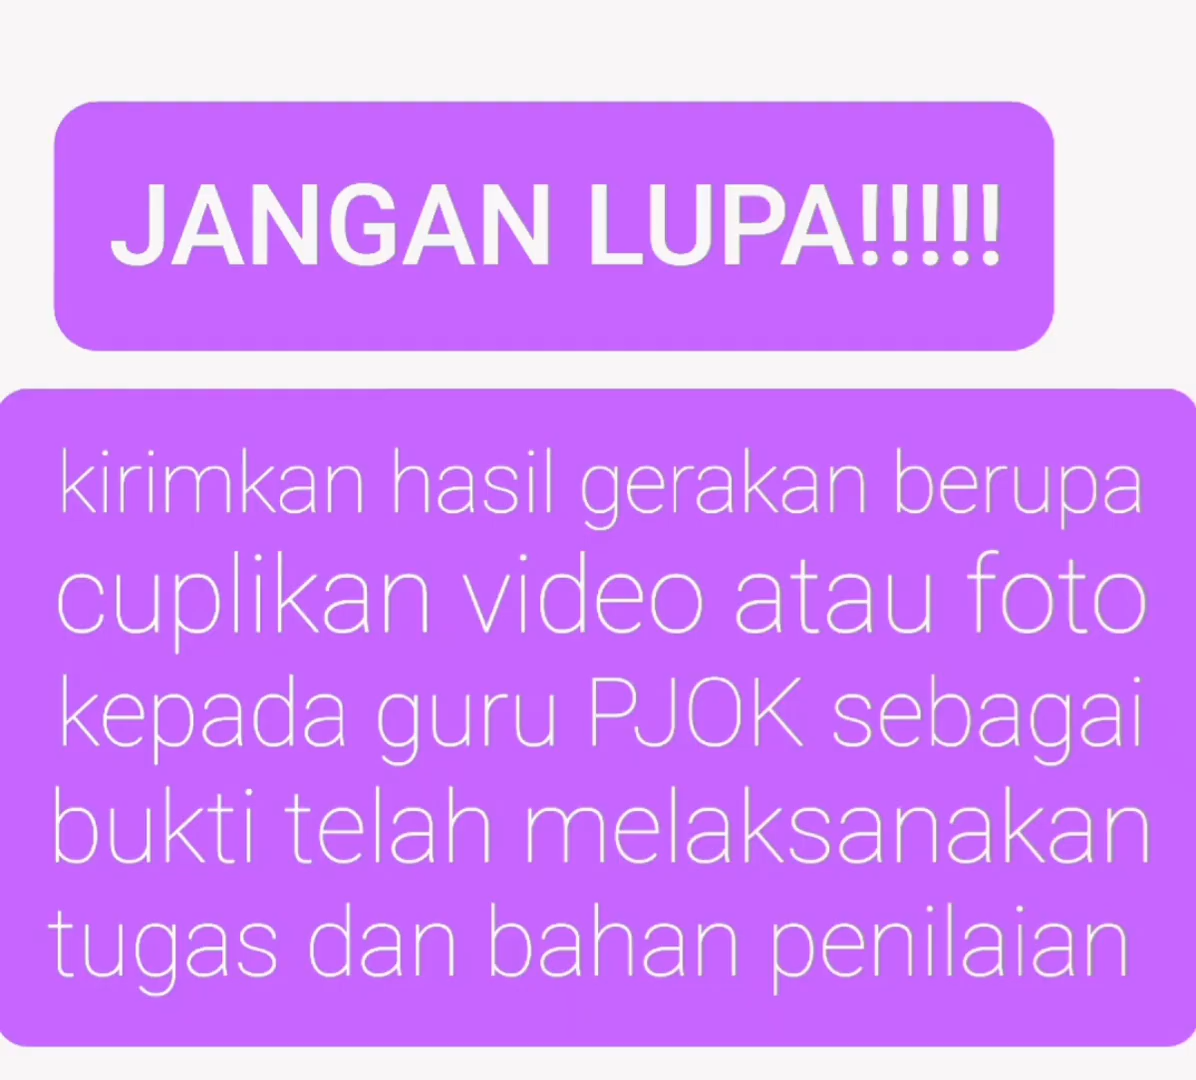 JANGAN LUPA!!!!!
kirimkan hasil gerakan berupa
cuplikan video atau foto
kepada guru PJOK sebagai
bukti telah melaksanakan
tugas dan bahan penilaian